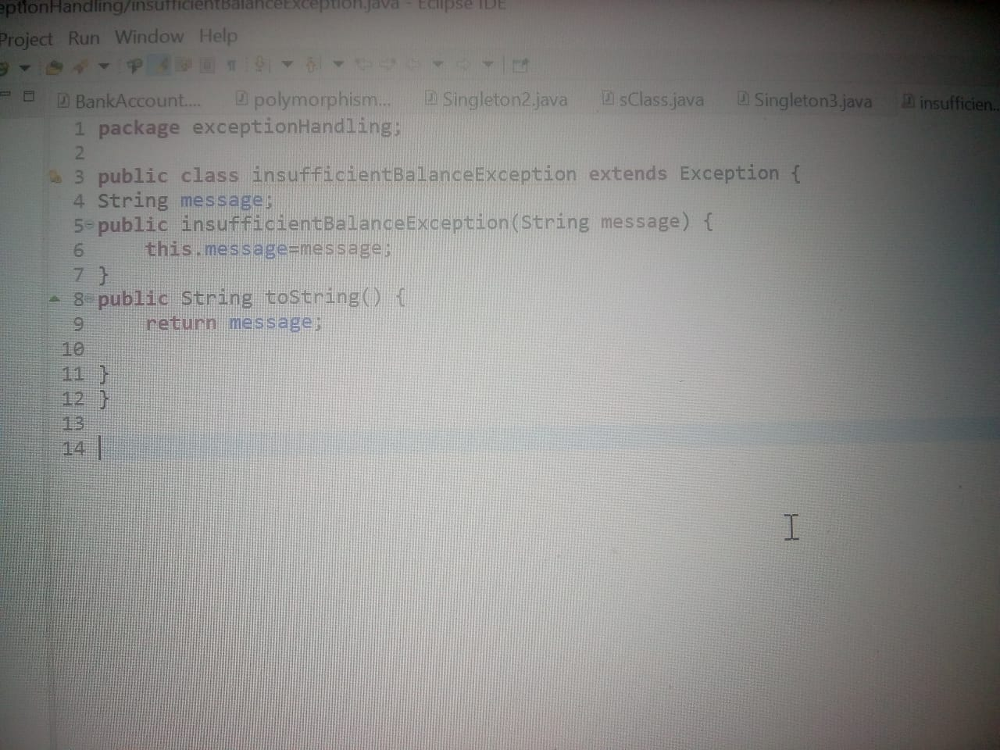 eptionHandling/insufficientBalanceException.java - Eclipse IDE
Project Run Window Help
BankAccount.... polymorphism... Singleton2.java sClass.java Singleton3.java insufficien...
1 package exceptionHandling;
2
3 public class insufficientBalanceException extends Exception {
4 String message;
5 public insufficientBalanceException(String message) {
6 this.message=message;
7 }
8 public String toString() {
9 return message;
10
11 }
12 }
13
14